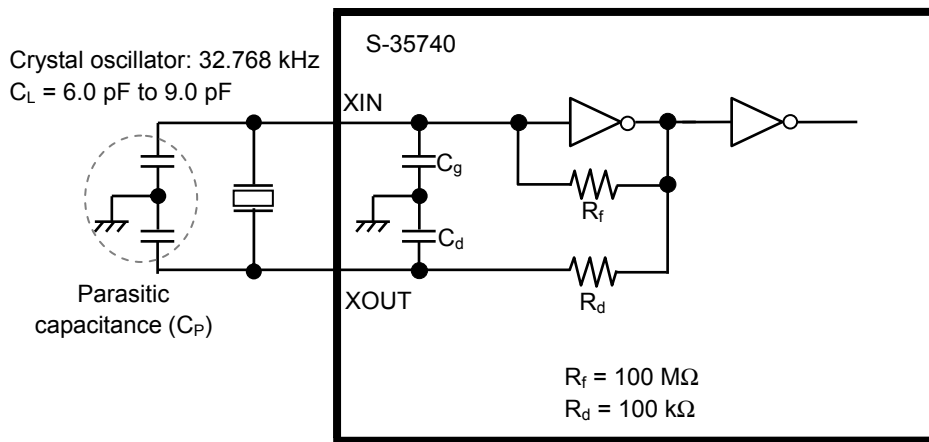 S-35740
Crystal oscillator: 32.768 kHz
C_L = 6.0 pF to 9.0 pF
XIN
C_g
R_f
C_d
Parasitic
capacitance (C_P)
XOUT
R_d
R_f = 100 MΩ
R_d = 100 kΩ